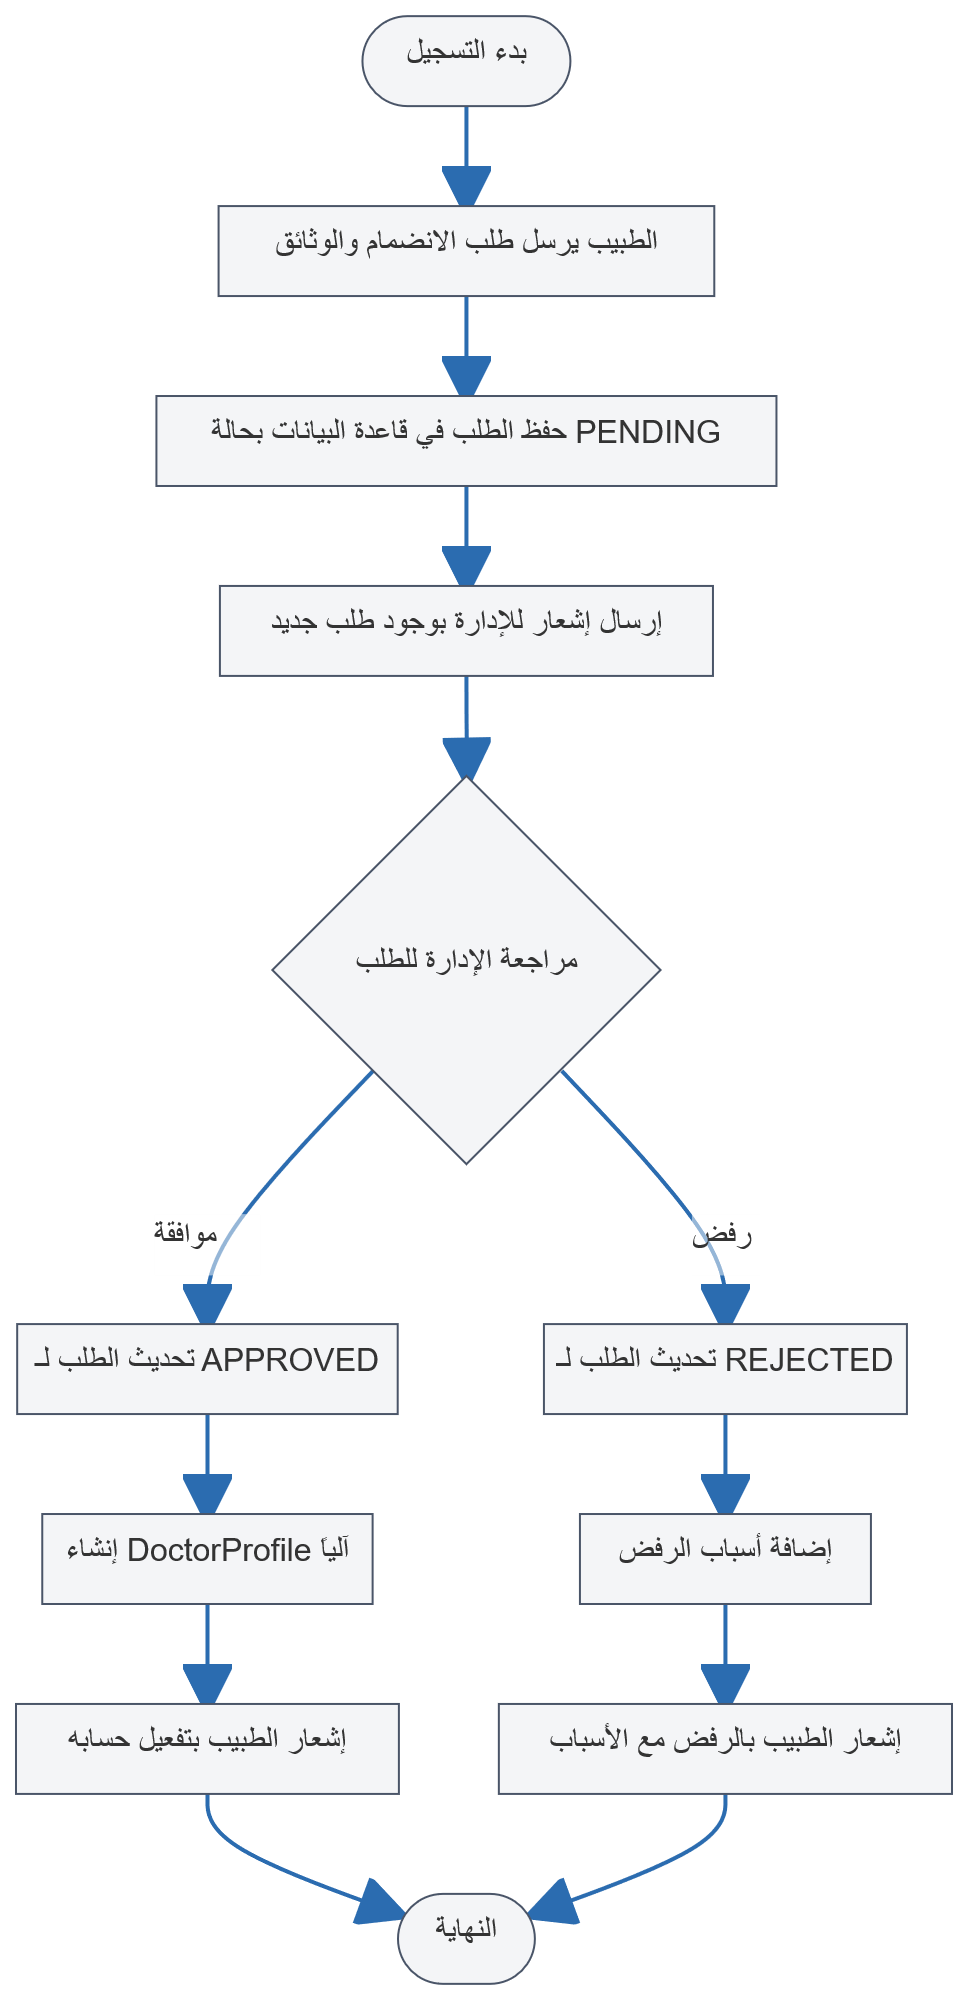 بدء التسجيل
الطبيب يرسل طلب الانضمام والوثائق
حفظ الطلب في قاعدة البيانات بحالة PENDING
إرسال إشعار للإدارة بوجود طلب جديد
مراجعة الإدارة للطلب
موافقة
رفض
تحديث الطلب لـ APPROVED
تحديث الطلب لـ REJECTED
إنشاء DoctorProfile آلياً
إضافة أسباب الرفض
إشعار الطبيب بتفعيل حسابه
إشعار الطبيب بالرفض مع الأسباب
النهاية